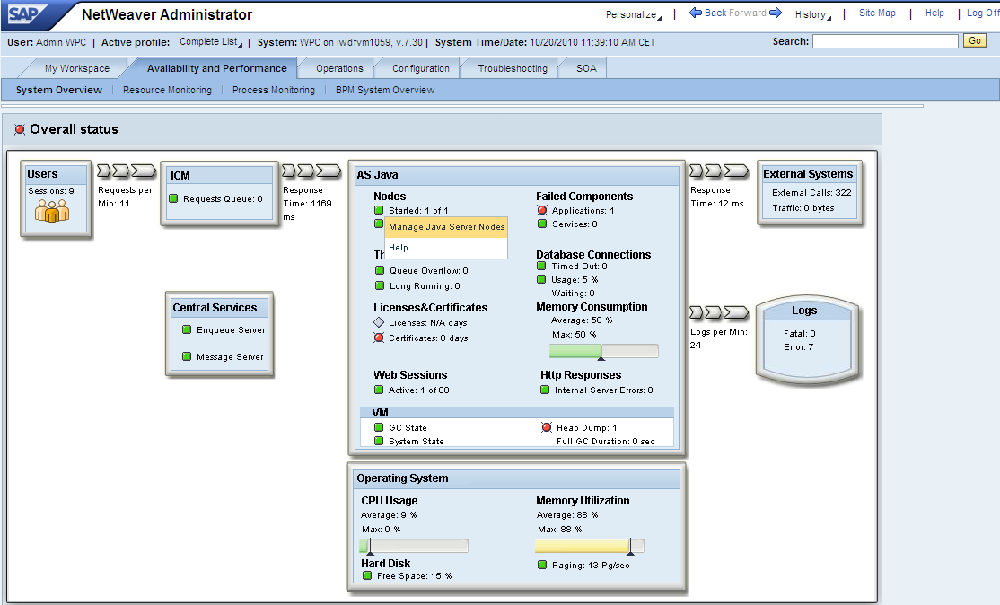 SAP NetWeaver Administrator
Personalize | Back Forward History | Site Map | Help | Log Off
User: Admin WPC | Active profile: Complete List | System: WPC on iwdfvm1059, v.7.30 | System Time/Date: 10/20/2010 11:39:10 AM CET
Search: Go
My Workspace Availability and Performance Operations Configuration Troubleshooting SOA
System Overview | Resource Monitoring | Process Monitoring | BPM System Overview
Overall status
Users
Sessions: 9
Requests per
Min: 11
ICM
Requests Queue: 0
Response
Time: 1169
ms
Central Services
Enqueue Server
Message Server
AS Java
Nodes
Started: 1 of 1
Manage Java Server Nodes
Help
Queue Overflow: 0
Long Running: 0
Licenses&Certificates
Licenses: N/A days
Certificates: 0 days
Web Sessions
Active: 1 of 88
Failed Components
Applications: 1
Services: 0
Database Connections
Timed Out: 0
Usage: 5 %
Waiting: 0
Memory Consumption
Average: 50 %
Max: 50 %
Http Responses
Internal Server Errors: 0
VM
GC State
System State
Heap Dump: 1
Full GC Duration: 0 sec
Response
Time: 12 ms
External Systems
External Calls: 322
Traffic: 0 bytes
Logs per Min:
24
Logs
Fatal: 0
Error: 7
Operating System
CPU Usage
Average: 9 %
Max: 9 %
Hard Disk
Free Space: 15 %
Memory Utilization
Average: 88 %
Max: 88 %
Paging: 13 Pg/sec